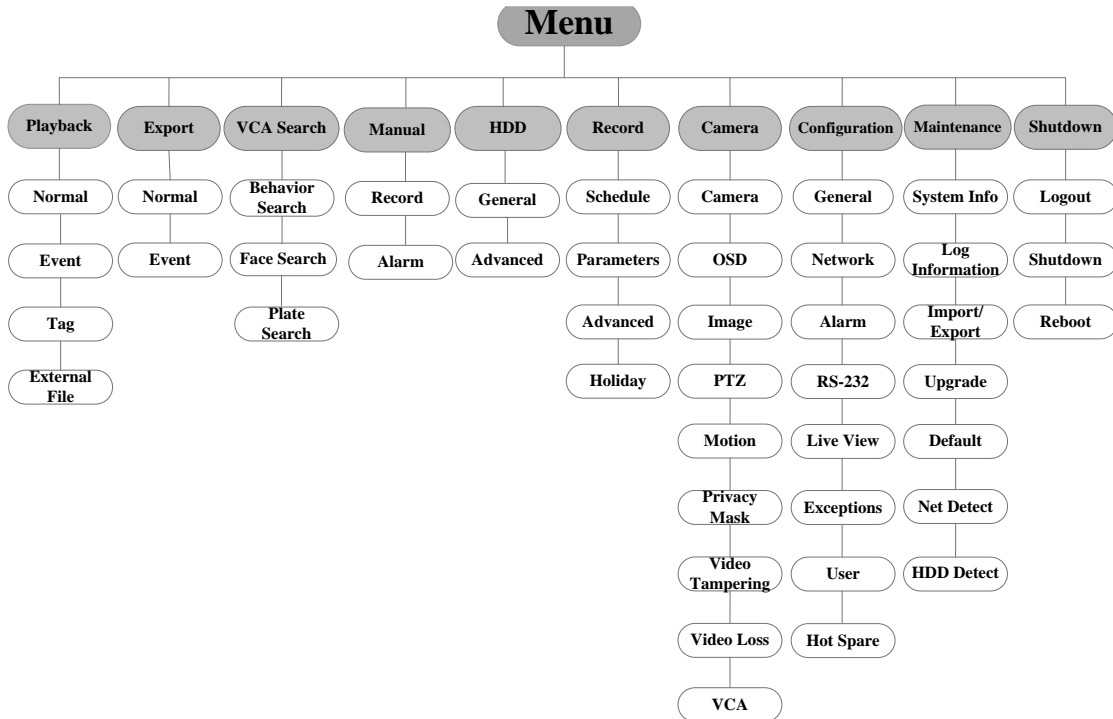 Menu
Playback
Export
VCA Search
Manual
HDD
Record
Camera
Configuration
Maintenance
Shutdown
Normal
Normal
Behavior
Search
Record
General
Schedule
Camera
General
System Info
Logout
Event
Event
Face Search
Alarm
Advanced
Parameters
OSD
Network
Log
Information
Shutdown
Tag
Plate
Search
Advanced
Image
Alarm
Import/
Export
Reboot
External
File
Holiday
PTZ
RS-232
Upgrade
Motion
Live View
Default
Privacy
Mask
Exceptions
Net Detect
Video
Tampering
User
HDD Detect
Video Loss
Hot Spare
VCA